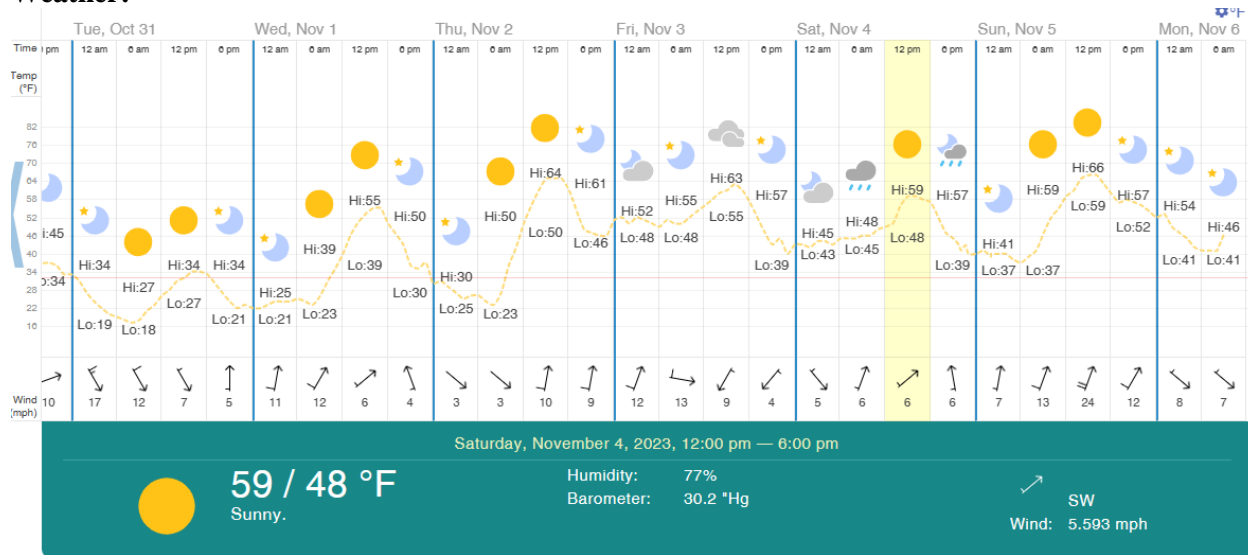 Weather:
°F
Tue, Oct 31 Wed, Nov 1 Thu, Nov 2 Fri, Nov 3 Sat, Nov 4 Sun, Nov 5 Mon, Nov 6
Time pm 12 am 6 am 12 pm 6 pm 12 am 6 am 12 pm 6 pm 12 am 6 am 12 pm 6 pm 12 am 6 am 12 pm 6 pm 12 am 6 am 12 pm 6 pm 12 am 6 am 12 pm 6 pm 12 am 6 am
Temp
(°F)
82
76
70
64
58
52
46
40
34
28
22
16
i:45 Hi:34 Hi:27 Hi:34 Hi:34 Hi:25 Hi:39 Hi:55 Hi:50 Hi:30 Hi:50 Hi:64 Hi:61 Hi:52 Hi:55 Hi:63 Hi:57 Hi:45 Hi:48 Hi:59 Hi:57 Hi:41 Hi:59 Hi:66 Hi:57 Hi:54 Hi:46
o:34 Lo:19 Lo:18 Lo:27 Lo:21 Lo:21 Lo:23 Lo:39 Lo:30 Lo:25 Lo:23 Lo:50 Lo:46 Lo:48 Lo:48 Lo:55 Lo:39 Lo:43 Lo:45 Lo:48 Lo:39 Lo:37 Lo:37 Lo:59 Lo:52 Lo:41 Lo:41
Wind 10 17 12 7 5 11 12 6 4 3 3 10 9 12 13 9 4 5 6 6 6 7 13 24 12 8 7
(mph)
Saturday, November 4, 2023, 12:00 pm — 6:00 pm
59 / 48 °F
Sunny.
Humidity: 77%
Barometer: 30.2 "Hg
SW
Wind: 5.593 mph